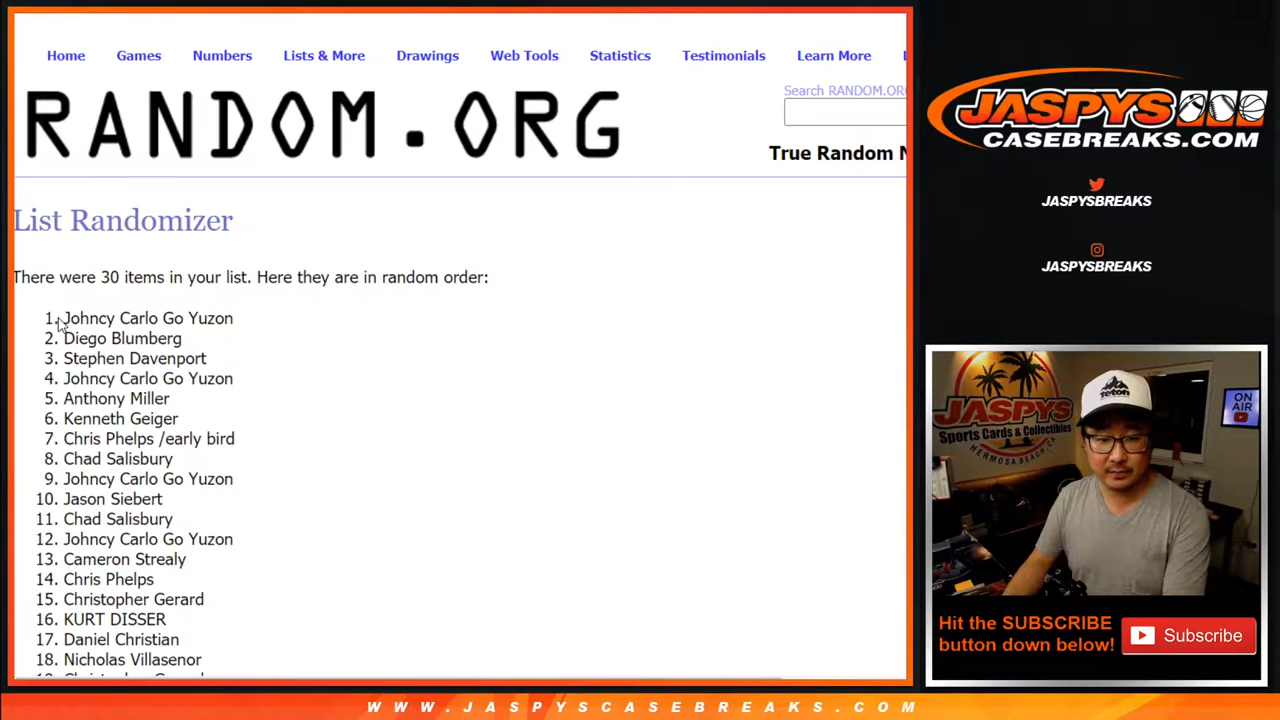 Home Games Numbers Lists & More Drawings Web Tools Statistics Testimonials Learn More
RANDOM.ORG
Search RANDOM.ORG
True Random
List Randomizer
There were 30 items in your list. Here they are in random order:
1. Johncy Carlo Go Yuzon
2. Diego Blumberg
3. Stephen Davenport
4. Johncy Carlo Go Yuzon
5. Anthony Miller
6. Kenneth Geiger
7. Chris Phelps /early bird
8. Chad Salisbury
9. Johncy Carlo Go Yuzon
10. Jason Siebert
11. Chad Salisbury
12. Johncy Carlo Go Yuzon
13. Cameron Strealy
14. Chris Phelps
15. Christopher Gerard
16. KURT DISSER
17. Daniel Christian
18. Nicholas Villasenor
JASPYS
CASEBREAKS.COM
JASPYSBREAKS
JASPYSBREAKS
JASPYS
Sports Cards & Collectibles
HERMOSA BEACH, CA
TETON
ON
AIR
Hit the SUBSCRIBE
button down below!
Subscribe
WWW.JASPYSCASEBREAKS.COM